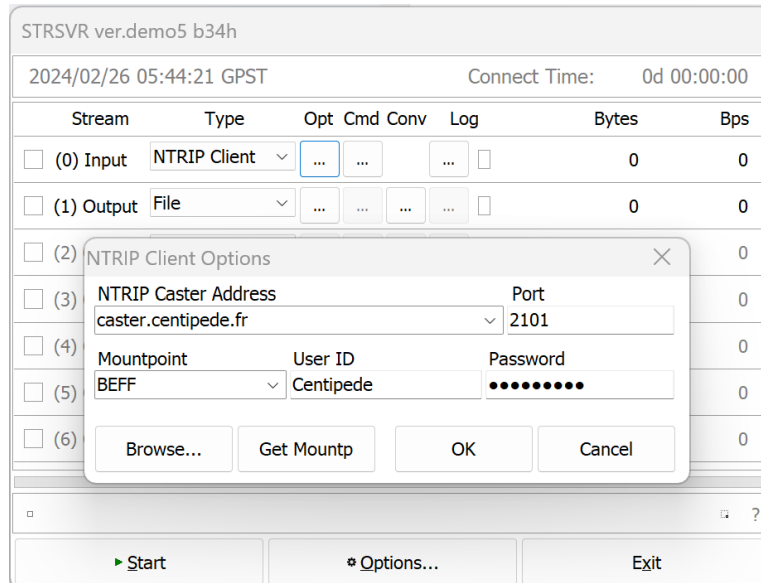 STRSVR ver.demo5 b34h
2024/02/26 05:44:21 GPST Connect Time: 0d 00:00:00
Stream Type Opt Cmd Conv Log Bytes Bps
(0) Input NTRIP Client ... ... ... 0 0
(1) Output File ... ... ... ... 0 0
(2) 0
NTRIP Client Options
(3) 0
NTRIP Caster Address Port
caster.centipede.fr 2101
(4) 0
Mountpoint User ID Password
BEFF Centipede ●●●●●●●●●
(5) 0
(6) 0
Browse... Get Mountp OK Cancel
?
Start Options... Exit